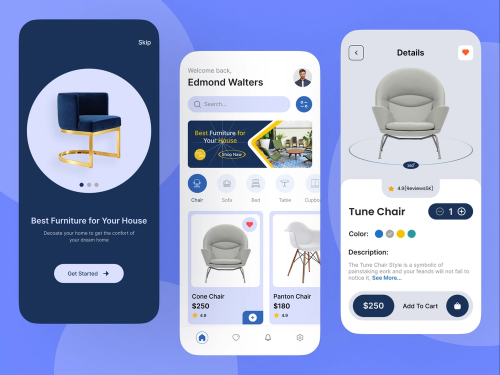 Skip
Best Furniture for Your House
Decoate your home to get the comfort of
your dream home
Get Started
Welcome back,
Edmond Walters
Search...
Best Furniture for
Your House
Shop Now
Chair
Sofa
Bed
Table
Cupbo
Cone Chair
$250
4.9
Panton Chair
$180
4.9
Details
360°
4.9(Reviews5k)
Tune Chair
1
Color:
Description:
The Tune Chair Style is a symbolic of
painstaking work and your feands will not fail to
notice it. See More...
$250
Add To Cart